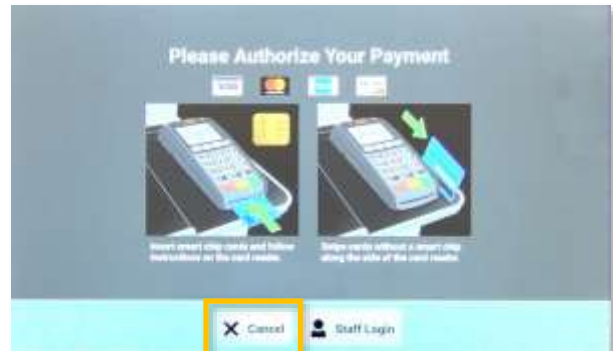 Please Authorize Your Payment
VISA
Insert smart chip cards and follow
instructions on the card reader.
Swipe cards without a smart chip
along the side of the card reader.
Cancel
Staff Login